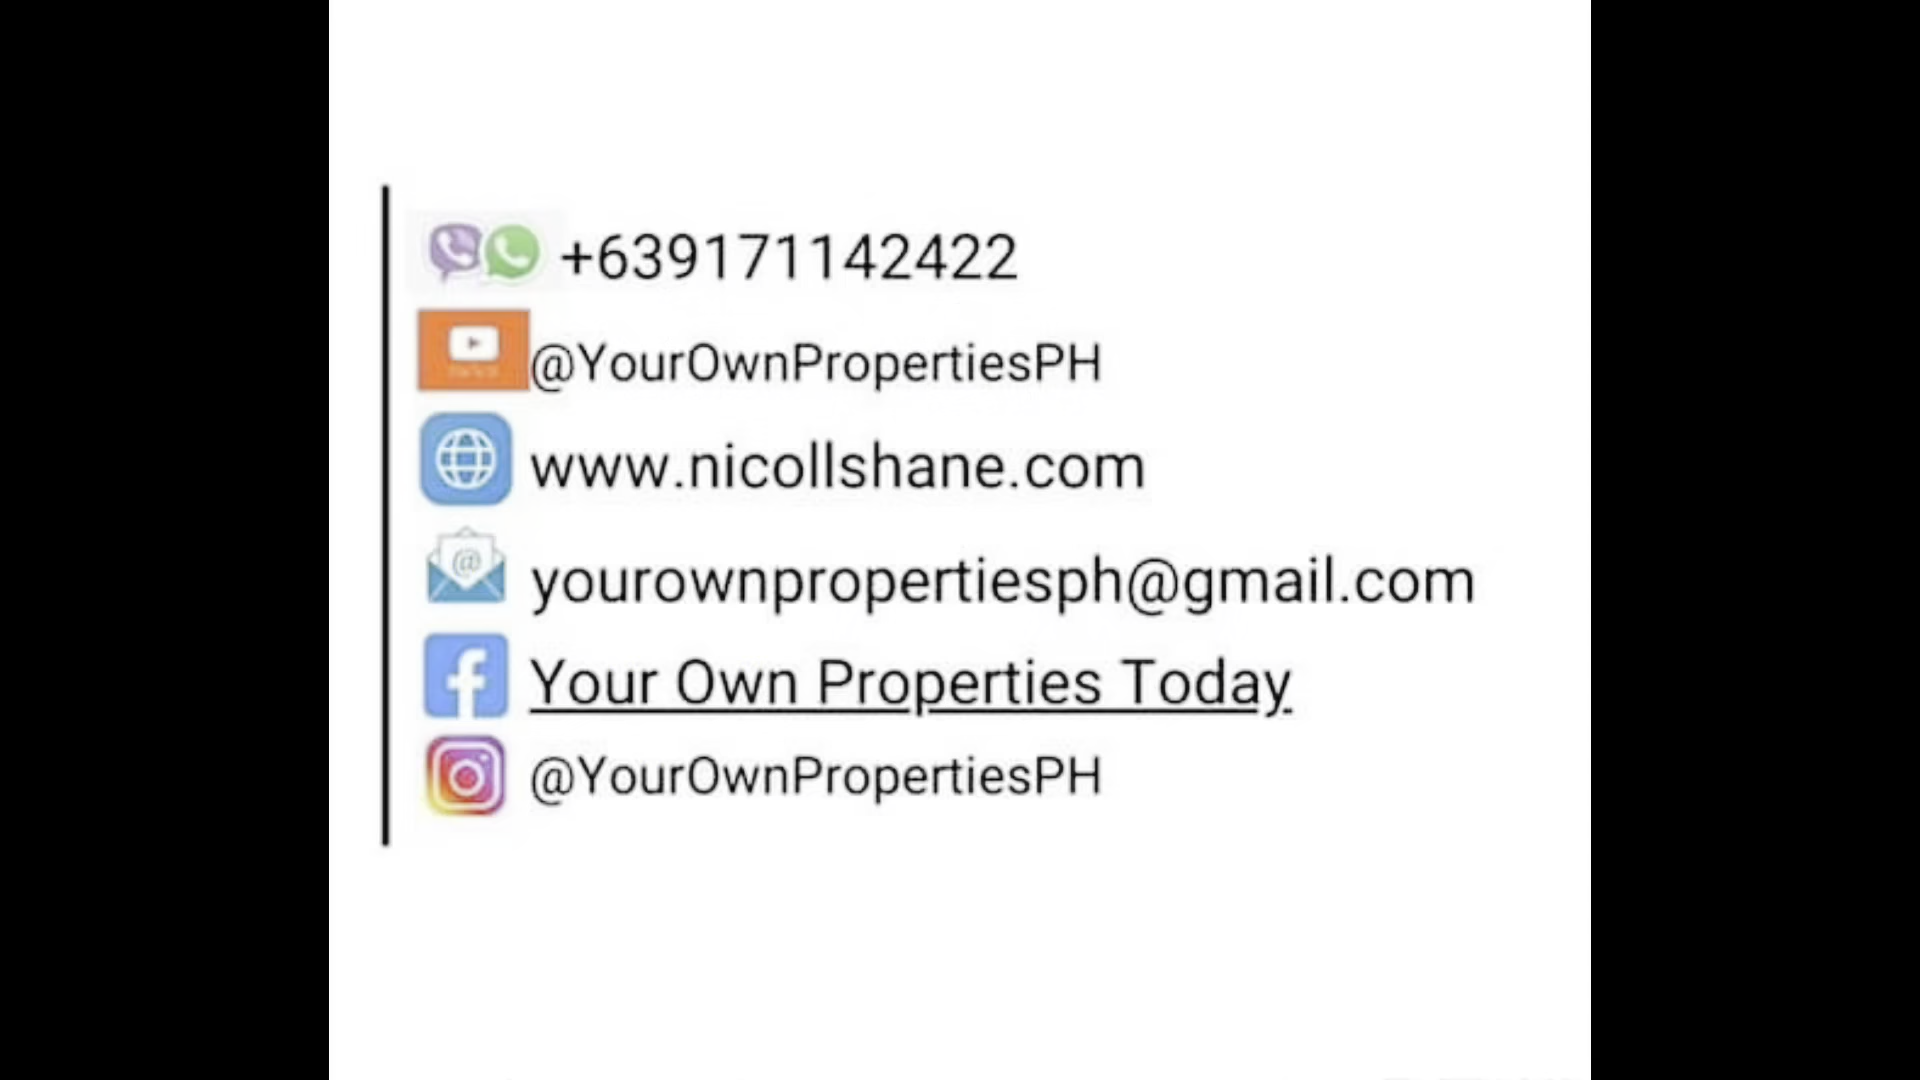 +639171142422
@YourOwnPropertiesPH
www.nicollshane.com
@
yourownpropertiesph@gmail.com
Your Own Properties Today
@YourOwnPropertiesPH